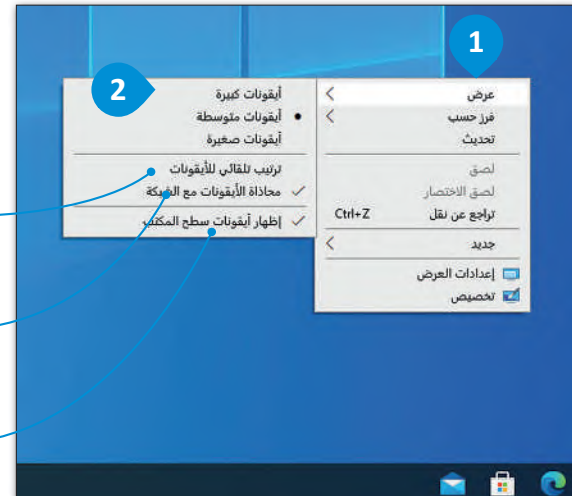 1
عرض
فرز حسب
تحديث
لصق
لصق الاختصار
تراجع عن نقل Ctrl+Z
جديد
إعدادات العرض
تخصيص
2
أيقونات كبيرة
أيقونات متوسطة
أيقونات صغيرة
ترتيب تلقائي للأيقونات
محاذاة الأيقونات مع الشبكة
إظهار أيقونات سطح المكتب